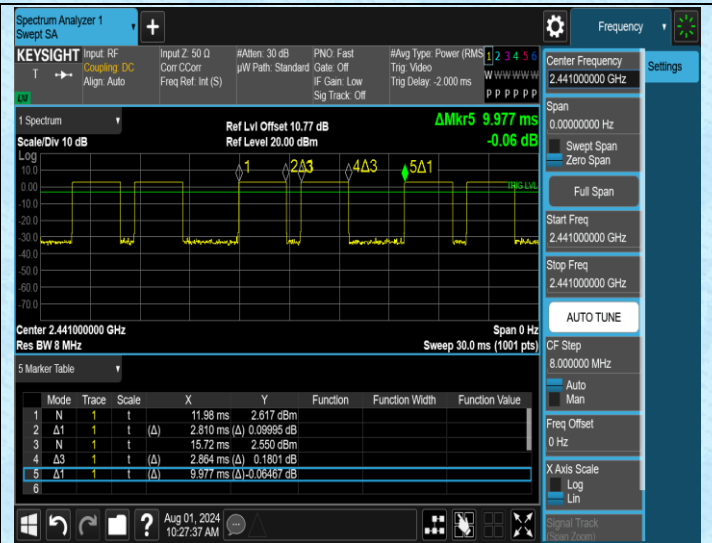 Spectrum Analyzer 1
Swept SA
+
Frequency
KEYSIGHT
T
LXI
Input: RF
Coupling: DC
Align: Auto
Input Z: 50 Ω
Corr CCorr
Freq Ref: Int (S)
#Atten: 30 dB
µW Path: Standard
PNO: Fast
Gate: Off
IF Gain: Low
Sig Track: Off
#Avg Type: Power (RMS
Trig: Video
Trig Delay: -2.000 ms
1 2 3 4 5 6
W W W W W W
P P P P P P
1 Spectrum
Scale/Div 10 dB
Ref Lvl Offset 10.77 dB
Ref Level 20.00 dBm
ΔMkr5 9.977 ms
-0.06 dB
Log
10.0
0.00
-10.0
-20.0
-30.0
-40.0
-50.0
-60.0
-70.0
1
2Δ3
4Δ3
5Δ1
TRIG LVL
Center 2.441000000 GHz
Res BW 8 MHz
Span 0 Hz
Sweep 30.0 ms (1001 pts)
5 Marker Table
Mode Trace Scale X Y Function Function Width Function Value
1 N 1 t 11.98 ms 2.617 dBm
2 Δ1 1 t (Δ) 2.810 ms (Δ) 0.09995 dB
3 N 1 t 15.72 ms 2.550 dBm
4 Δ3 1 t (Δ) 2.864 ms (Δ) 0.1801 dB
5 Δ1 1 t (Δ) 9.977 ms (Δ) -0.06467 dB
6
?
Aug 01, 2024
10:27:37 AM
Center Frequency
2.441000000 GHz
Settings
Span
0.00000000 Hz
Swept Span
Zero Span
Full Span
Start Freq
2.441000000 GHz
Stop Freq
2.441000000 GHz
AUTO TUNE
CF Step
8.000000 MHz
Auto
Man
Freq Offset
0 Hz
X Axis Scale
Log
Lin
Signal Track
(Span Zoom)